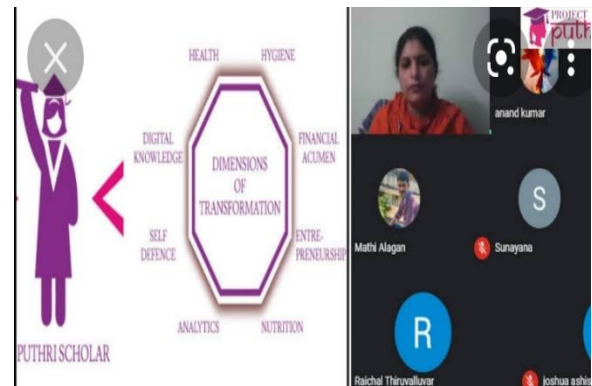 HEALTH
HYGIENE
DIGITAL
KNOWLEDGE
FINANCIAL
ACUMEN
DIMENSIONS
OF
TRANSFORMATION
SELF
DEFENCE
ENTRE-
PRENEURSHIP
ANALYTICS
NUTRITION
PUTHRI SCHOLAR
PROJECT
puth
anand kumar
Mathi Alagan
S
Sunayana
R
Raichal Thiruvalluvar
joshua ashis